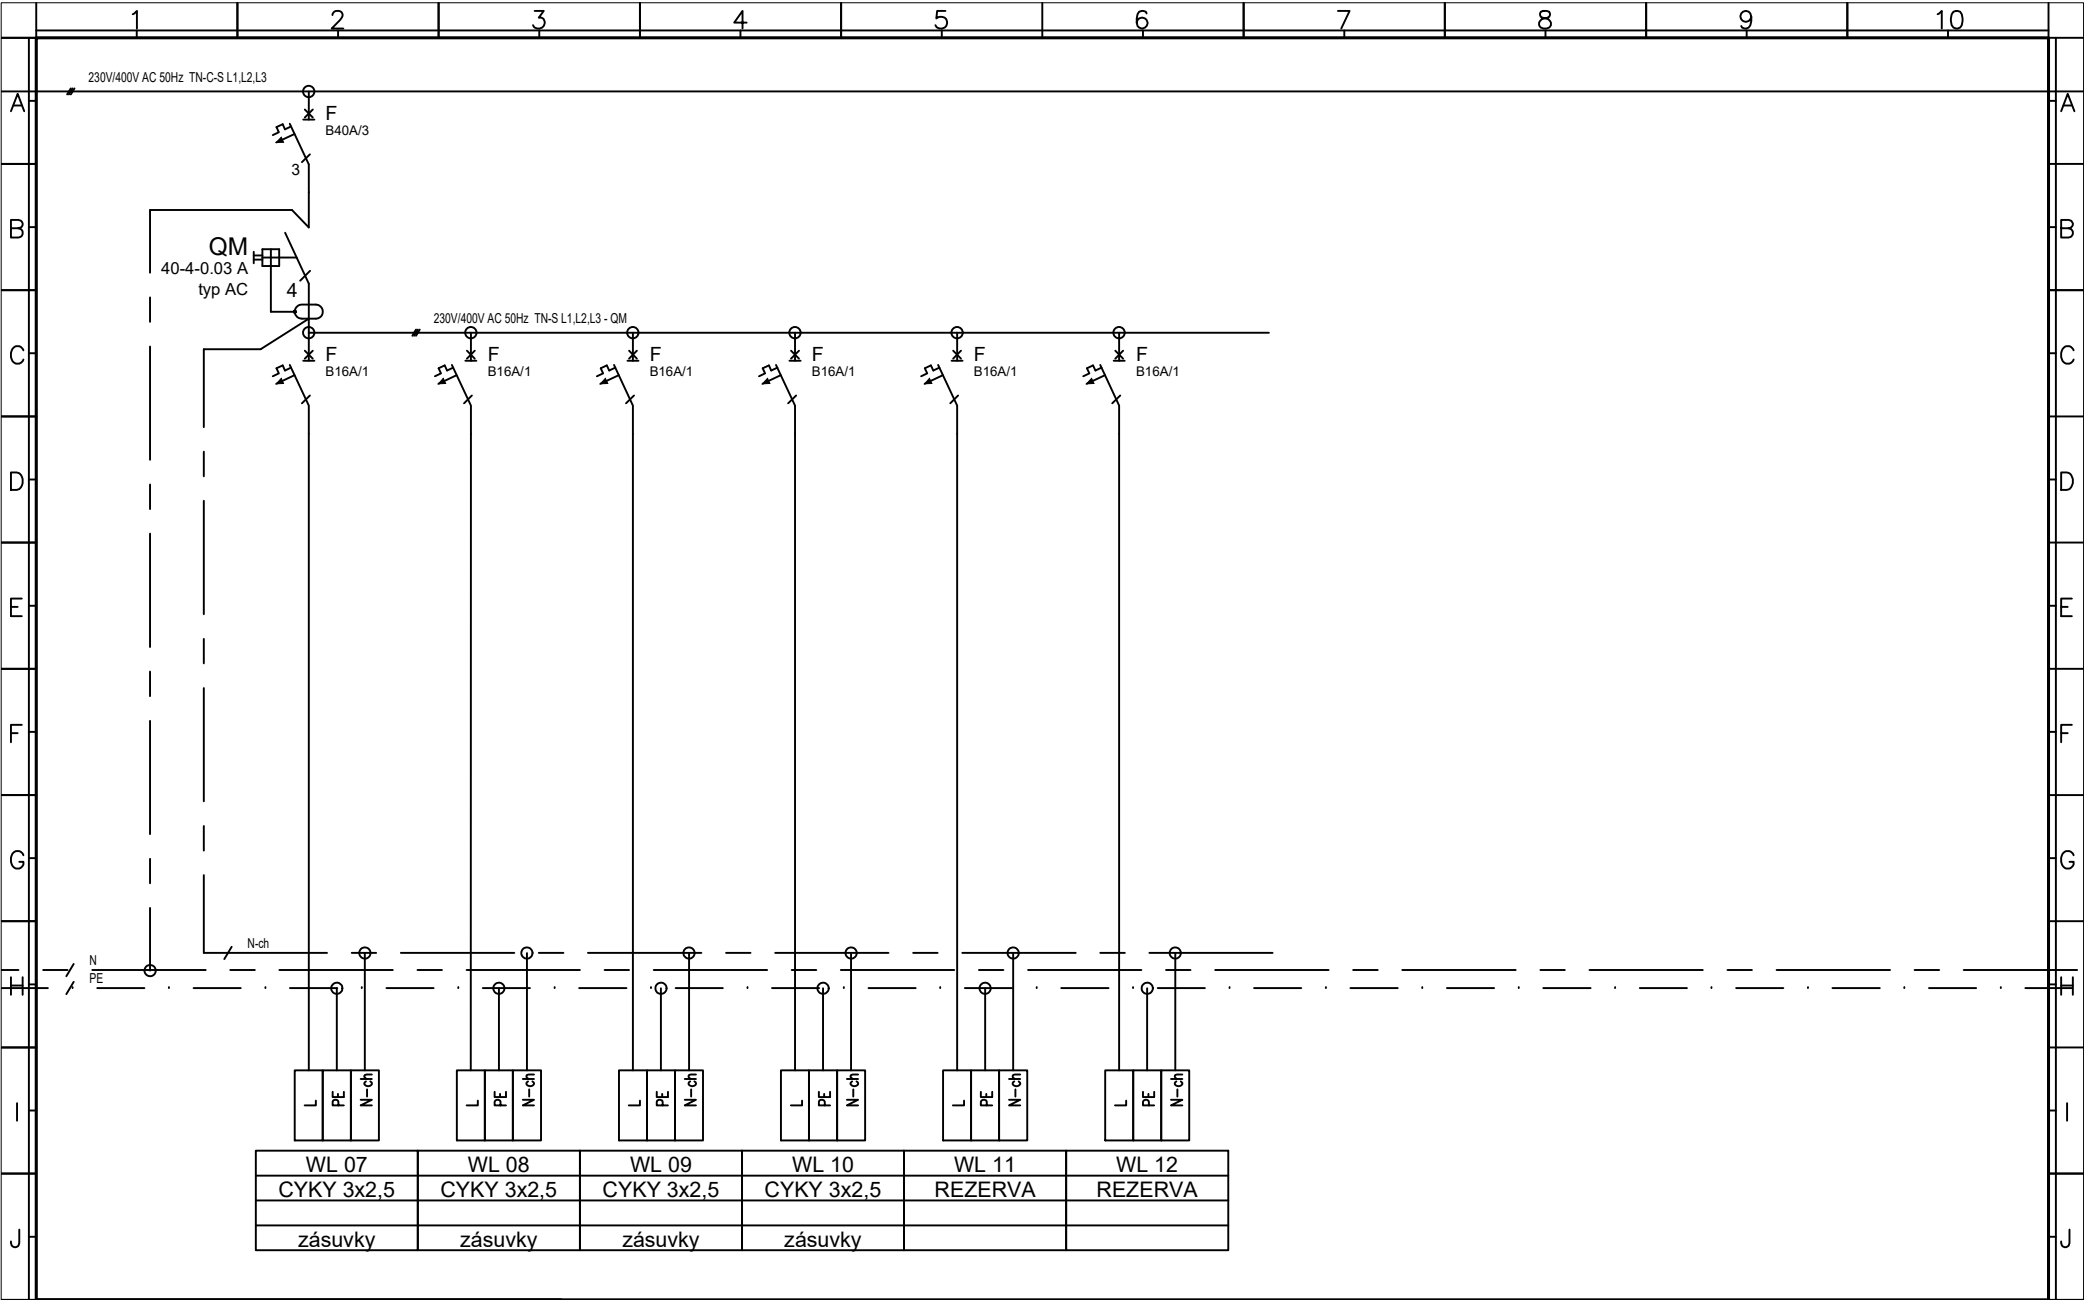 1 2 3 4 5 6 7 8 9 10
230V/400V AC 50Hz TN-C-S L1,L2,L3
A A
F
B40A/3
3
B B
QM
40-4-0.03 A
typ AC
4
230V/400V AC 50Hz TN-S L1,L2,L3 - QM
C C
F F F F F F
B16A/1 B16A/1 B16A/1 B16A/1 B16A/1 B16A/1
D D
E E
F F
G G
N-ch
N
PE
H H
L PE N-ch L PE N-ch L PE N-ch L PE N-ch L PE N-ch L PE N-ch
I I
WL 07 WL 08 WL 09 WL 10 WL 11 WL 12
CYKY 3x2,5 CYKY 3x2,5 CYKY 3x2,5 CYKY 3x2,5 REZERVA REZERVA
zásuvky zásuvky zásuvky zásuvky
J J